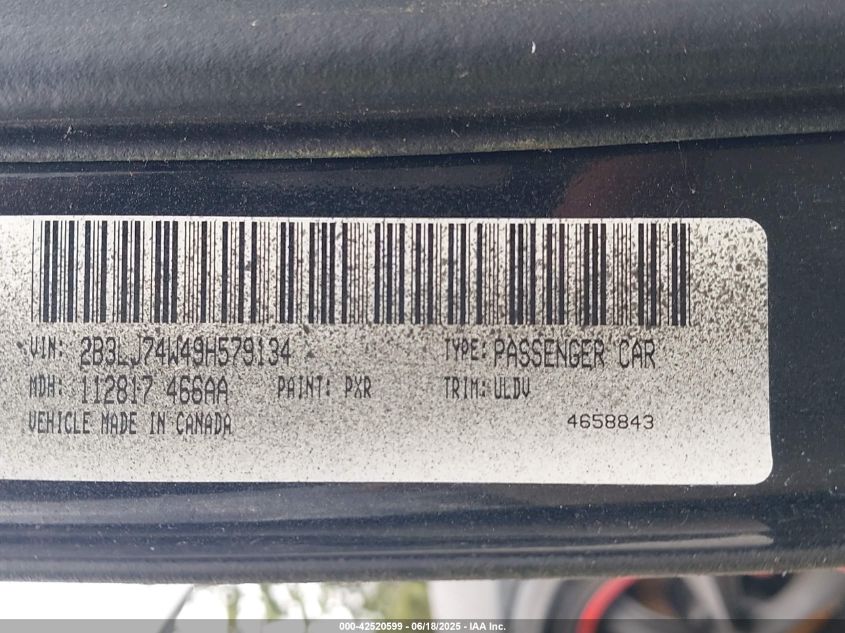 VIN: 2B3LJ74W49H579134 TYPE: PASSENGER CAR
MDH: 112817 466AA PAINT: PXR TRIM: ULDV
VEHICLE MADE IN CANADA 4658843
000-42520599 - 06/18/2025 - IAA Inc.